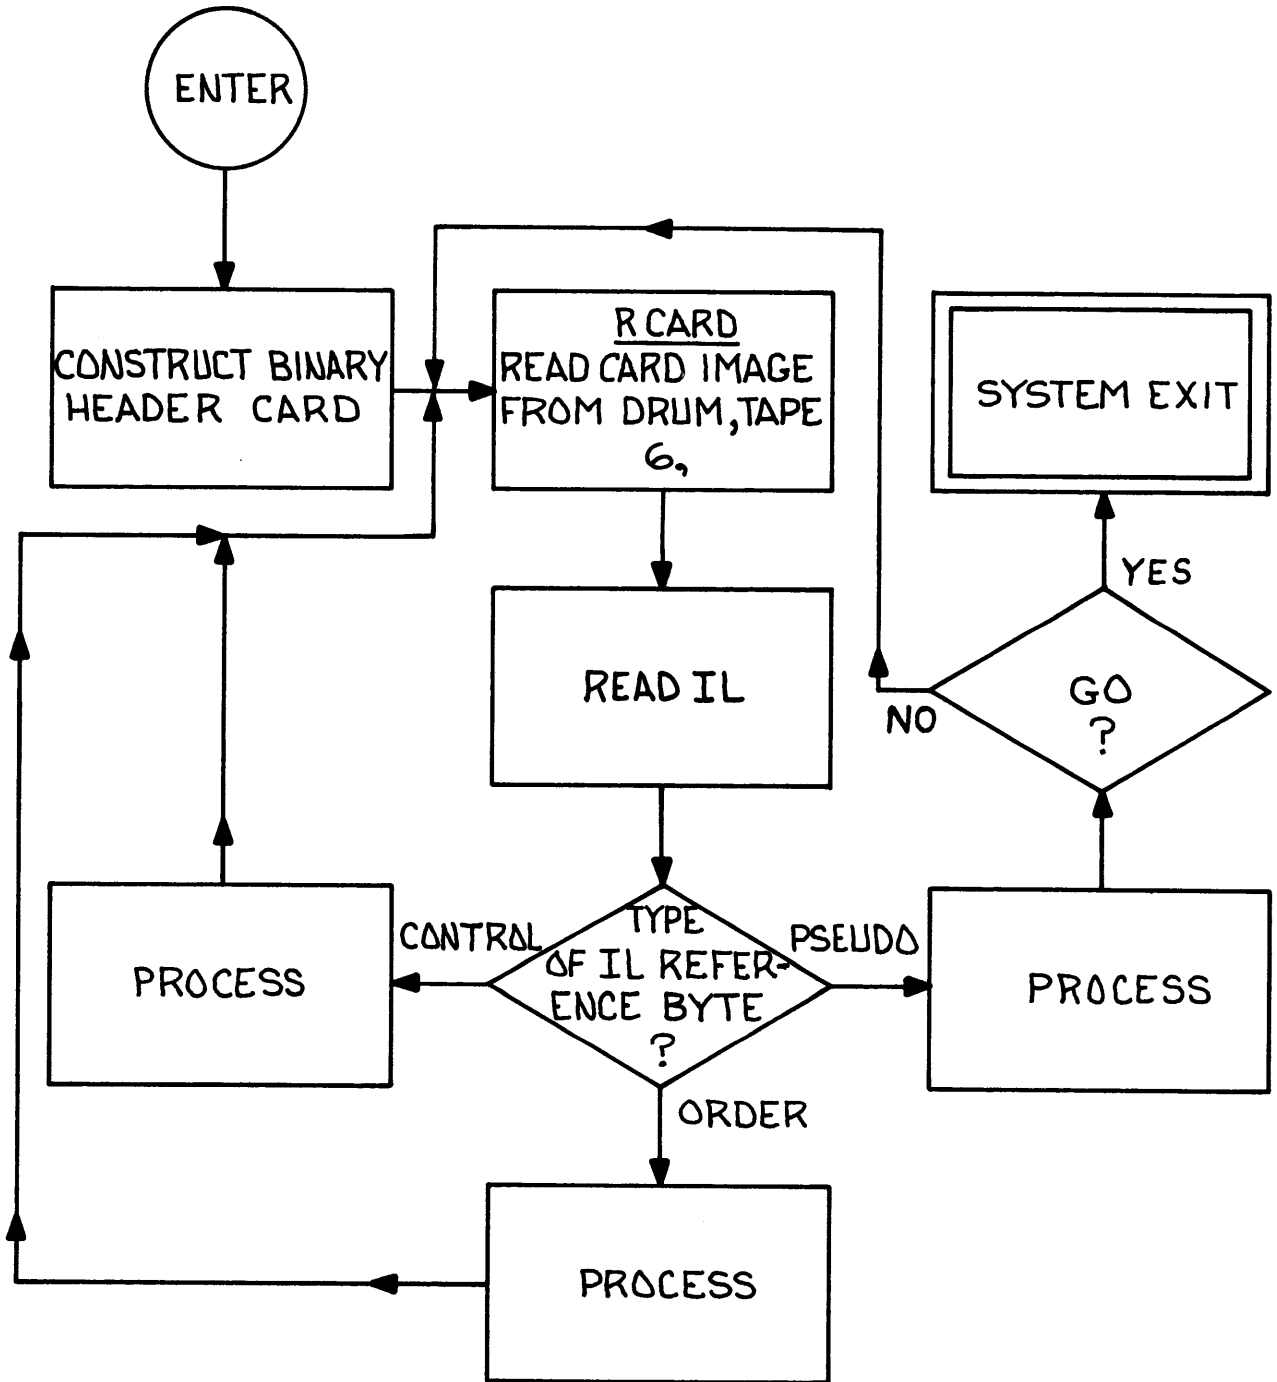 ENTER
CONSTRUCT BINARY
HEADER CARD
R CARD
READ CARD IMAGE
FROM DRUM, TAPE
6,
SYSTEM EXIT
YES
READ IL
GO
?
NO
CONTROL
TYPE
OF IL REFER-
ENCE BYTE
?
PSEUDO
PROCESS
PROCESS
ORDER
PROCESS